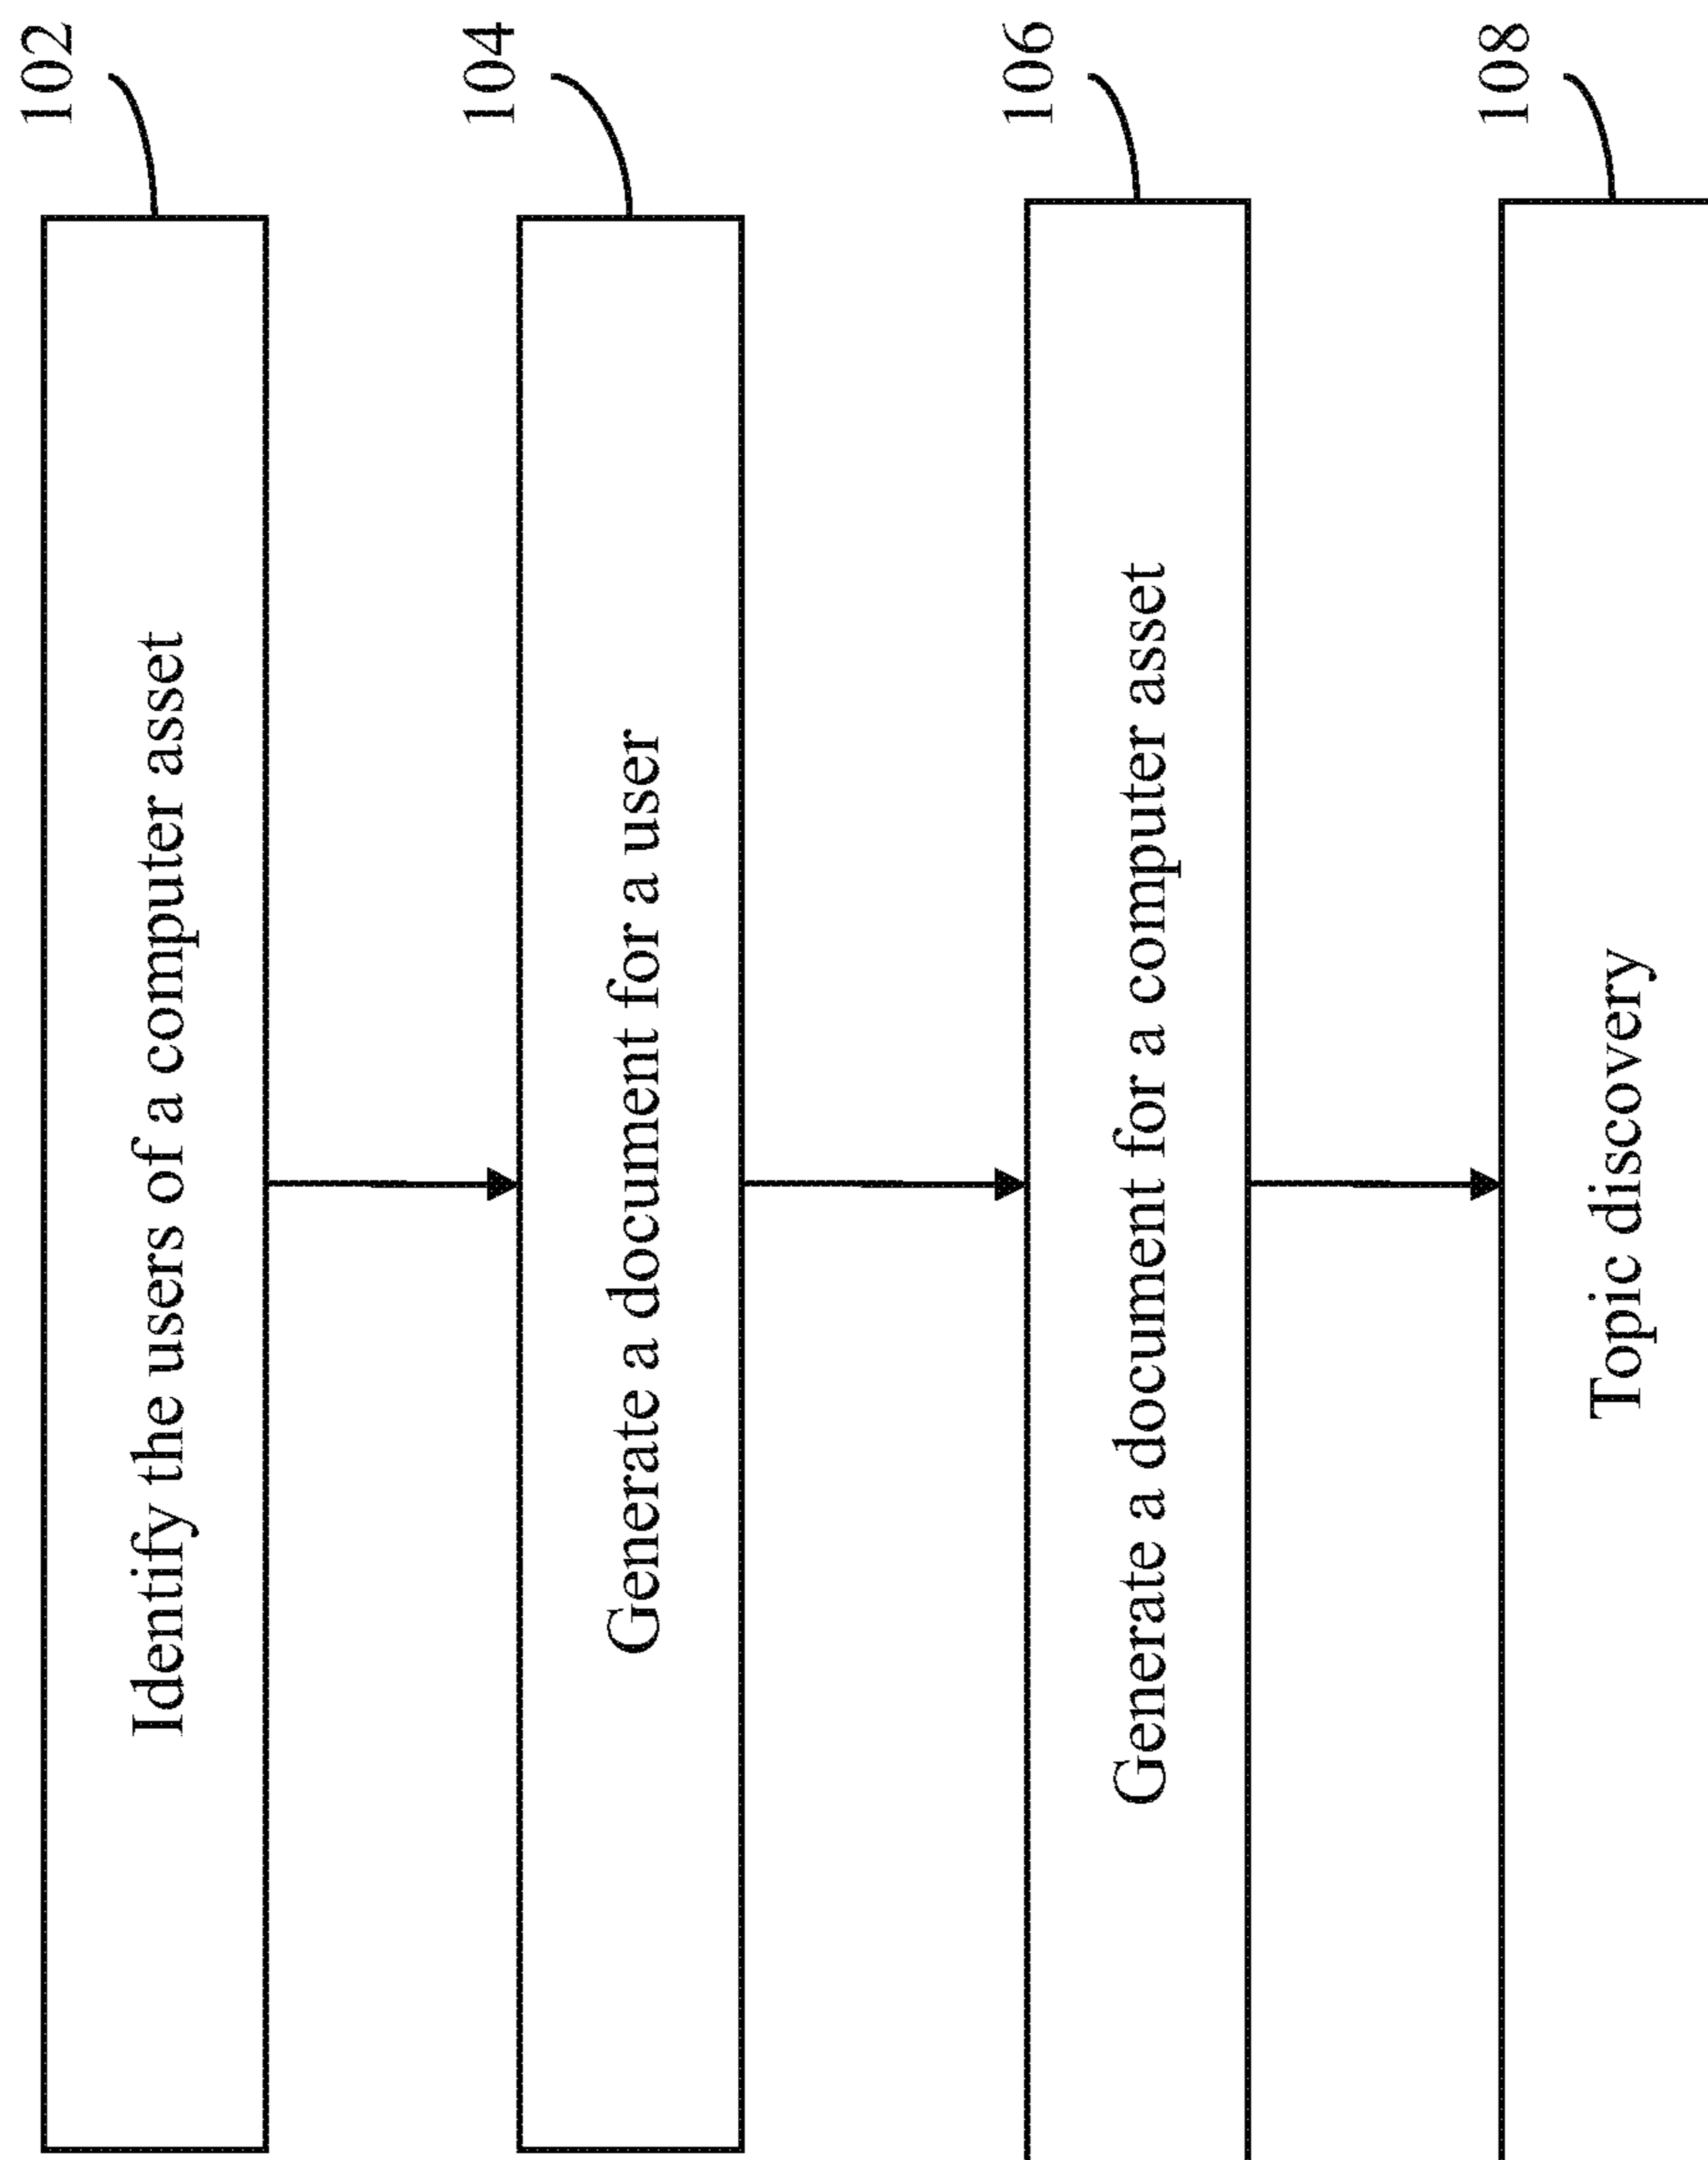 102
Identify the users of a computer asset
104
Generate a document for a user
106
Generate a document for a computer asset
108
Topic discovery